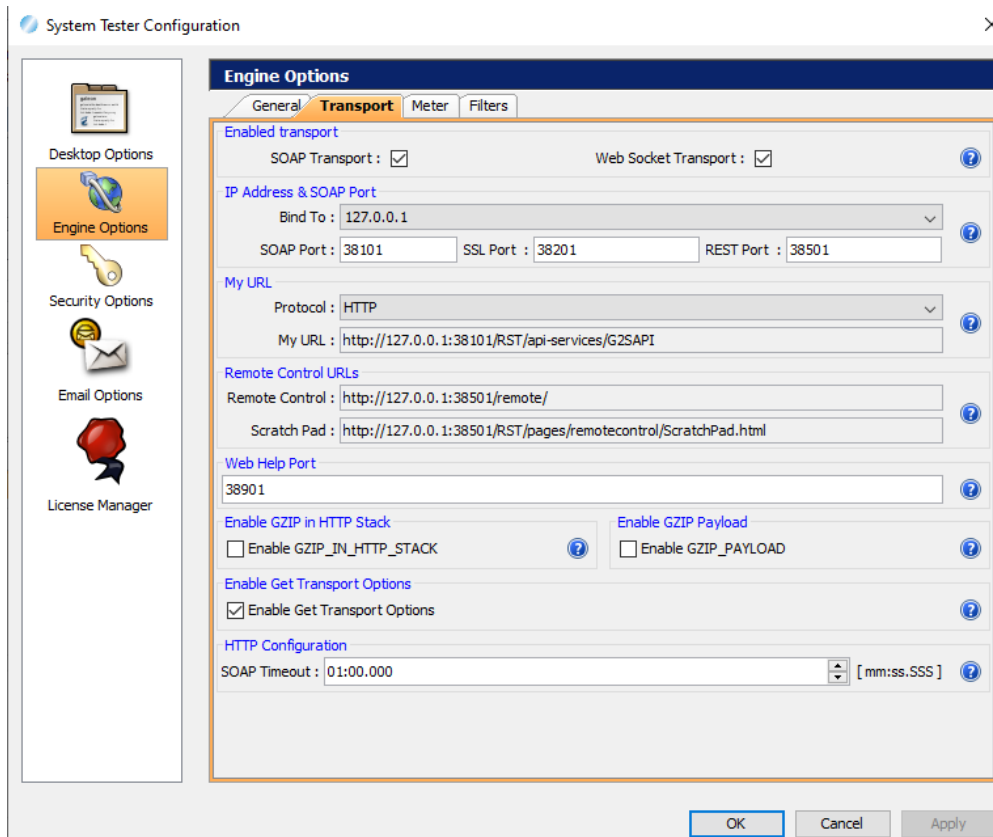 System Tester Configuration
Desktop Options
Engine Options
Security Options
Email Options
License Manager
Engine Options
General Transport Meter Filters
Enabled transport
SOAP Transport : Web Socket Transport :
IP Address & SOAP Port
Bind To : 127.0.0.1
SOAP Port : 38101 SSL Port : 38201 REST Port : 38501
My URL
Protocol : HTTP
My URL : http://127.0.0.1:38101/RST/api-services/G2SAPI
Remote Control URLs
Remote Control : http://127.0.0.1:38501/remote/
Scratch Pad : http://127.0.0.1:38501/RST/pages/remotecontrol/ScratchPad.html
Web Help Port
38901
Enable GZIP in HTTP Stack Enable GZIP Payload
Enable GZIP_IN_HTTP_STACK Enable GZIP_PAYLOAD
Enable Get Transport Options
Enable Get Transport Options
HTTP Configuration
SOAP Timeout : 01:00.000 [ mm:ss.SSS ]
OK Cancel Apply